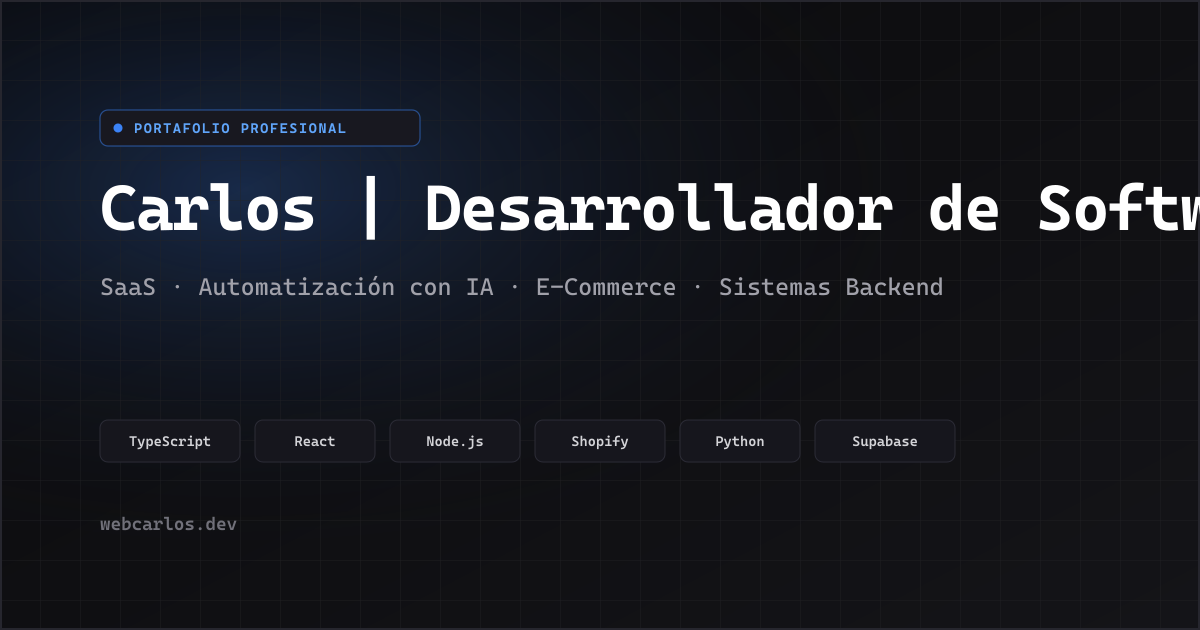 PORTAFOLIO PROFESIONAL
Carlos | Desarrollador de Softw
SaaS · Automatización con IA · E-Commerce · Sistemas Backend
TypeScript React Node.js Shopify Python Supabase
webcarlos.dev